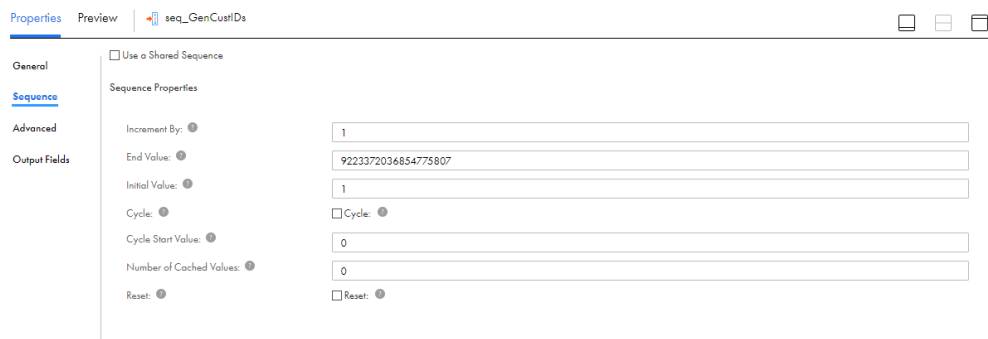 Properties Preview seq_GenCustIDs
General
Sequence
Advanced
Output Fields
Use a Shared Sequence
Sequence Properties
Increment By: ? 1
End Value: ? 9223372036854775807
Initial Value: ? 1
Cycle: ? Cycle: ?
Cycle Start Value: ? 0
Number of Cached Values: ? 0
Reset: ? Reset: ?